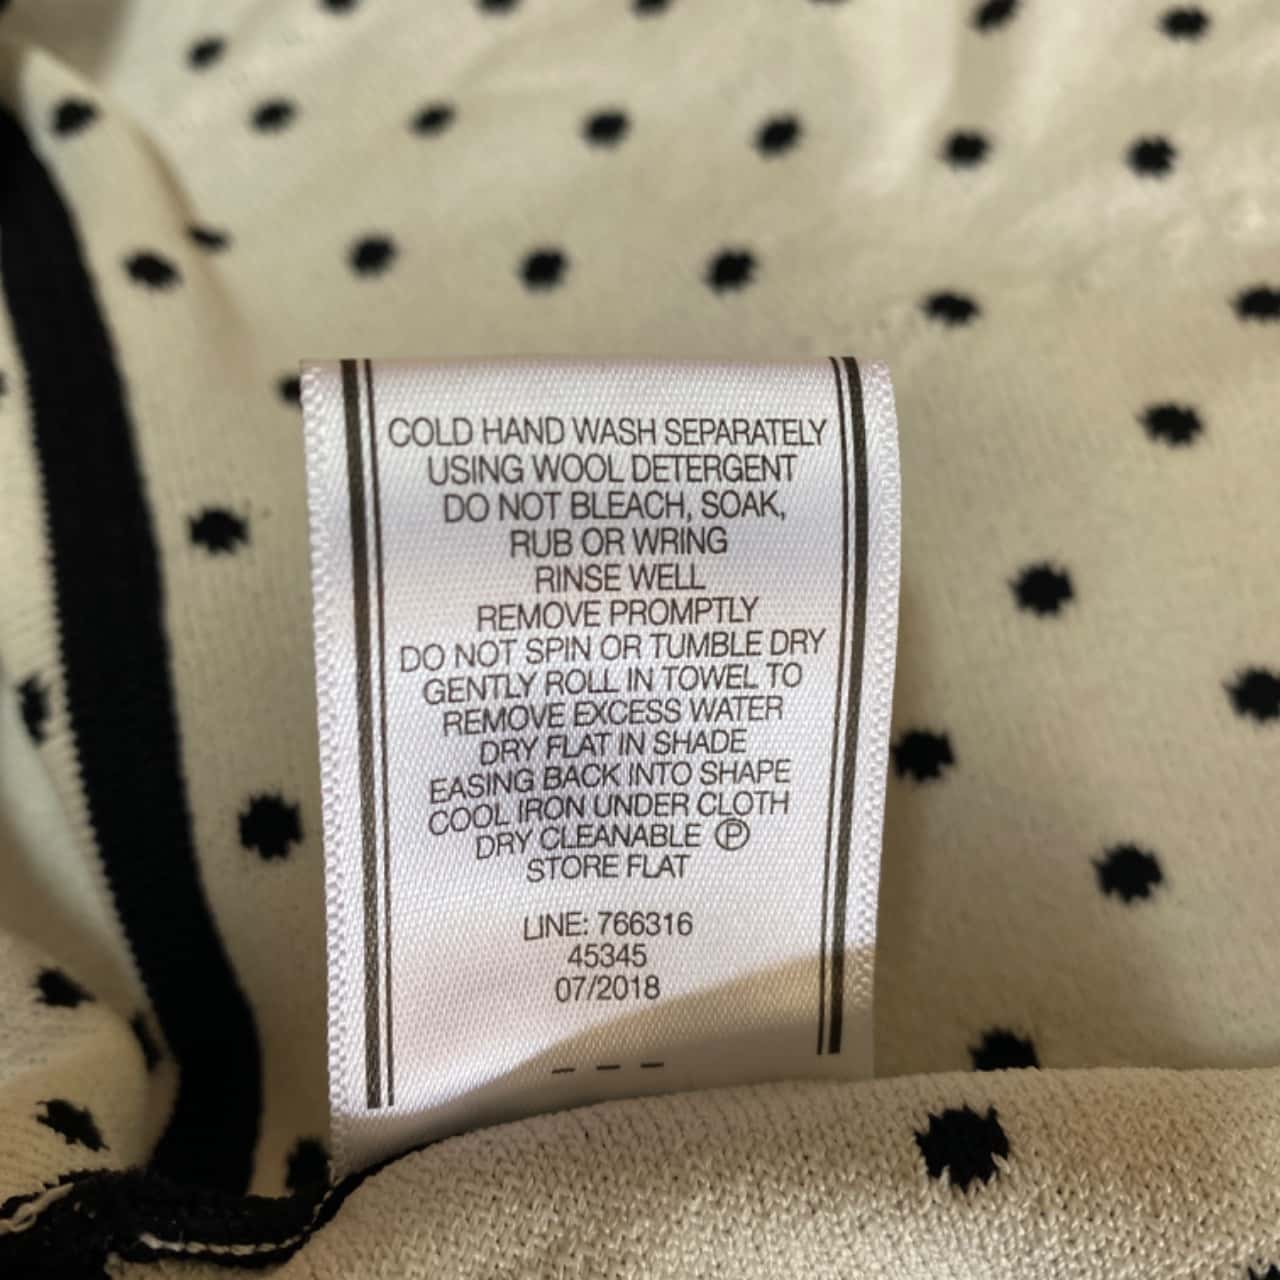 COLD HAND WASH SEPARATELY
USING WOOL DETERGENT
DO NOT BLEACH, SOAK,
RUB OR WRING
RINSE WELL
REMOVE PROMPTLY
DO NOT SPIN OR TUMBLE DRY
GENTLY ROLL IN TOWEL TO
REMOVE EXCESS WATER
DRY FLAT IN SHADE
EASING BACK INTO SHAPE
COOL IRON UNDER CLOTH
DRY CLEANABLE Ⓟ
STORE FLAT
LINE: 766316
45345
07/2018
– – –